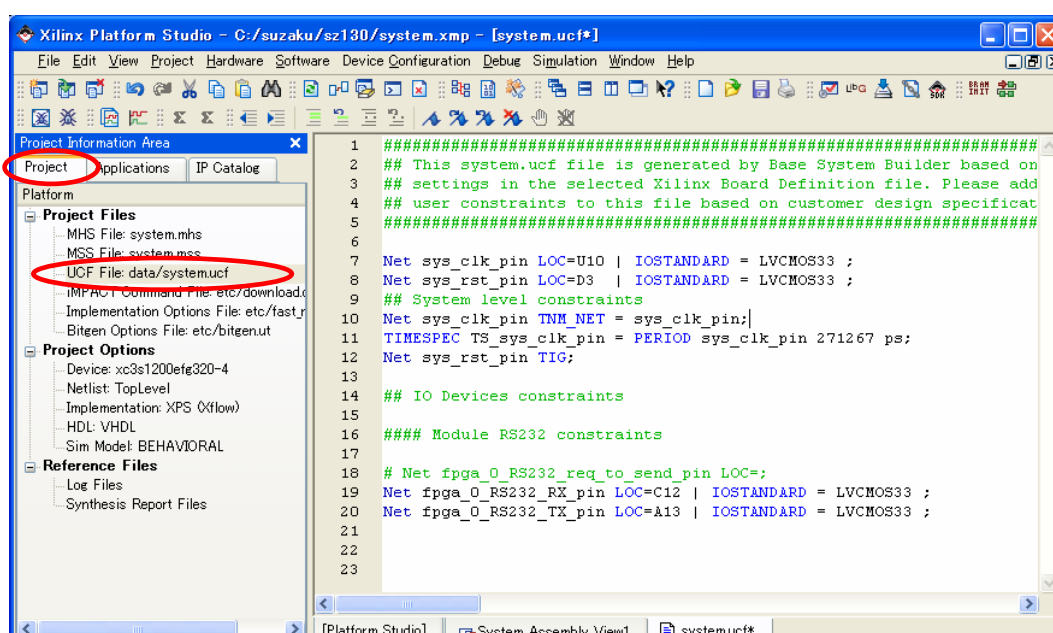 Xilinx Platform Studio - C:/suzaku/sz130/system.xmp - [system.ucf*]
File Edit View Project Hardware Software Device Configuration Debug Simulation Window Help
Project Information Area
Project Applications IP Catalog
Platform
Project Files
MHS File: system.mhs
MSS File: system.mss
UCF File: data/system.ucf
iMPACT Command File: etc/download.c
Implementation Options File: etc/fast_r
Bitgen Options File: etc/bitgen.ut
Project Options
Device: xc3s1200efg320-4
Netlist: TopLevel
Implementation: XPS (Xflow)
HDL: VHDL
Sim Model: BEHAVIORAL
Reference Files
Log Files
Synthesis Report Files
1 ####################################################################
2 ## This system.ucf file is generated by Base System Builder based on
3 ## settings in the selected Xilinx Board Definition file. Please add
4 ## user constraints to this file based on customer design specificat
5 ####################################################################
6
7 Net sys_clk_pin LOC=U10 | IOSTANDARD = LVCMOS33 ;
8 Net sys_rst_pin LOC=D3 | IOSTANDARD = LVCMOS33 ;
9 ## System level constraints
10 Net sys_clk_pin TNM_NET = sys_clk_pin;
11 TIMESPEC TS_sys_clk_pin = PERIOD sys_clk_pin 271267 ps;
12 Net sys_rst_pin TIG;
13
14 ## IO Devices constraints
15
16 #### Module RS232 constraints
17
18 # Net fpga_0_RS232_req_to_send_pin LOC=;
19 Net fpga_0_RS232_RX_pin LOC=C12 | IOSTANDARD = LVCMOS33 ;
20 Net fpga_0_RS232_TX_pin LOC=A13 | IOSTANDARD = LVCMOS33 ;
21
22
23
[Platform Studio] System Assembly View1 system.ucf*